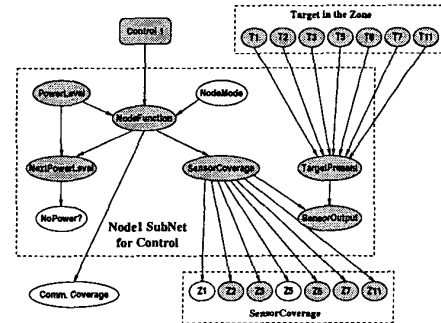 Target in the Zone
Control 1
T1 T2 T3 T5 T6 T7 T11
PowerLevel
NodeMode
NodeFunction
NextPowerLevel
SensorCoverage
TargetPresent
NoPower?
Node1 SubNet
for Control
SensorOutput
Comm. Coverage
Z1 Z2 Z3 Z5 Z6 Z7 Z11
SensorCoverage